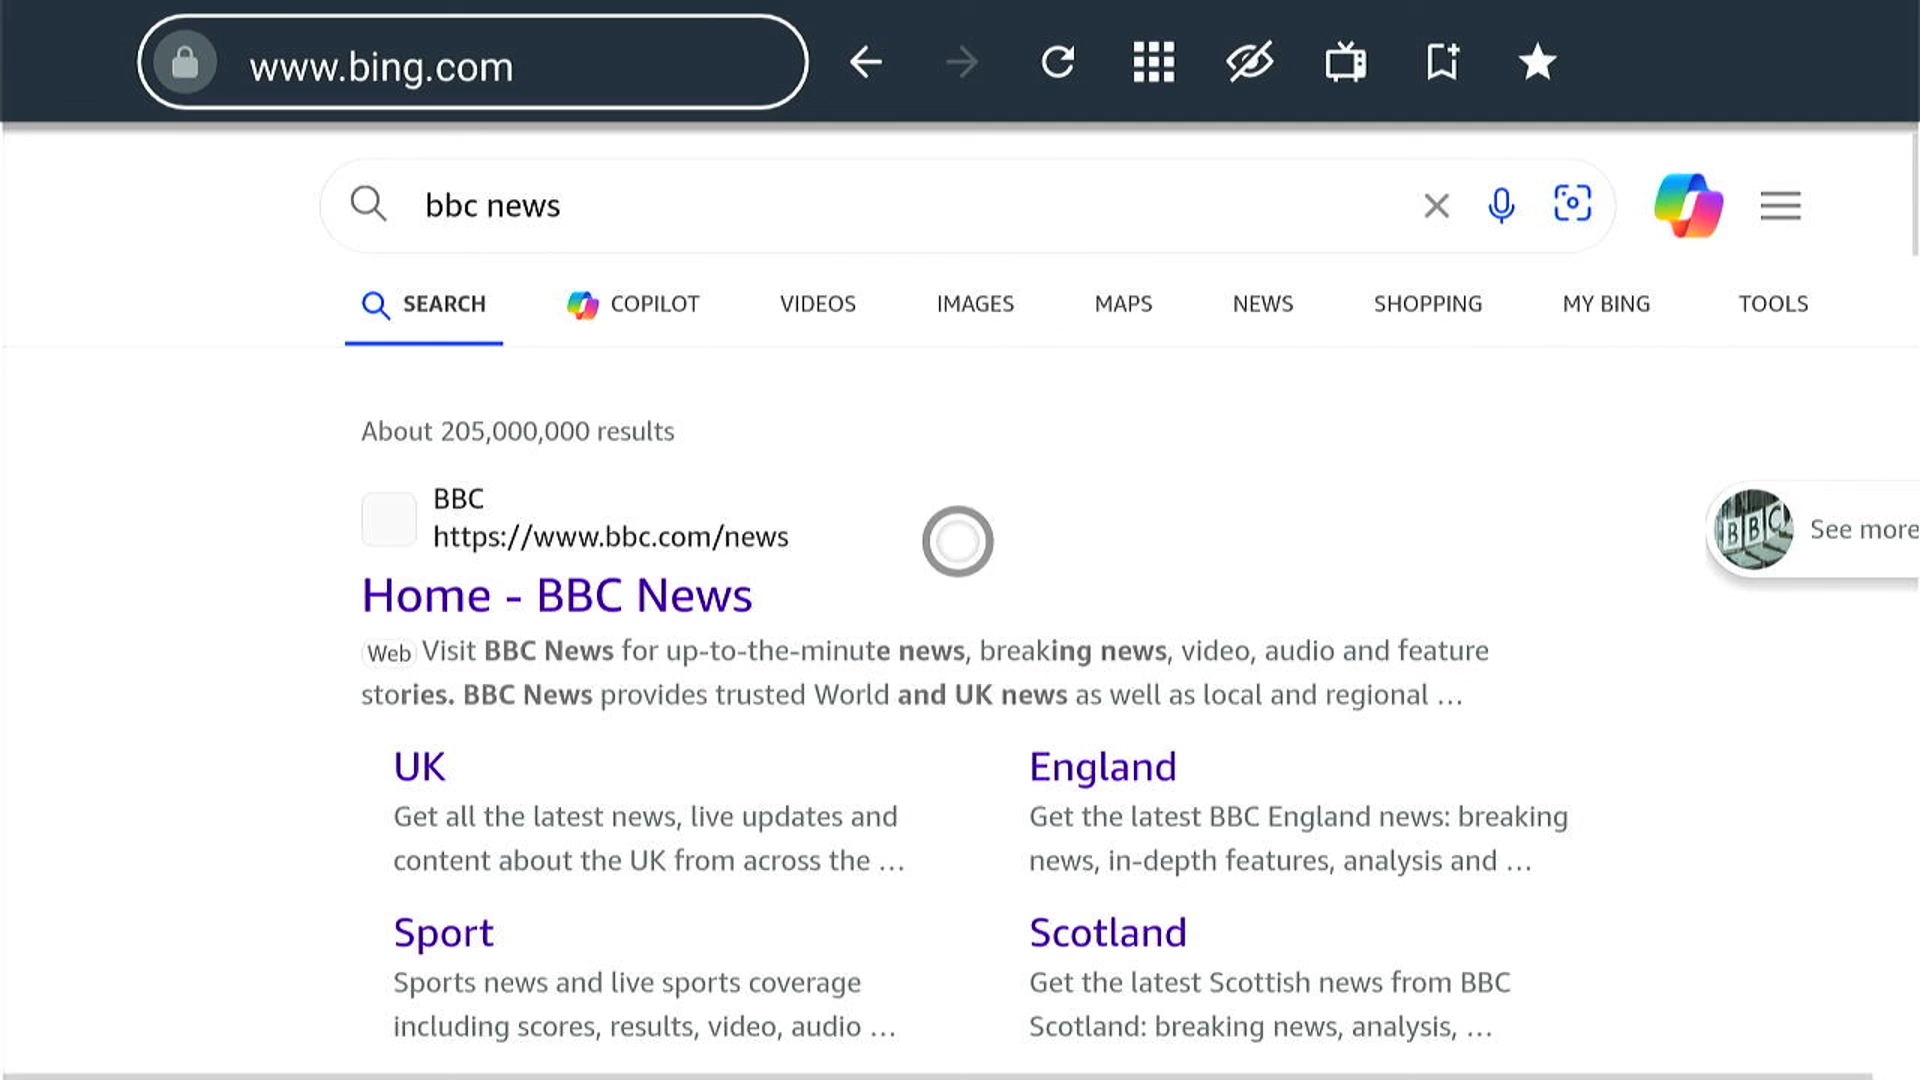 www.bing.com
bbc news
SEARCH COPILOT VIDEOS IMAGES MAPS NEWS SHOPPING MY BING TOOLS
About 205,000,000 results
BBC
https://www.bbc.com/news
Home - BBC News
Web Visit BBC News for up-to-the-minute news, breaking news, video, audio and feature
stories. BBC News provides trusted World and UK news as well as local and regional ...
BBC See more
UK
Get all the latest news, live updates and
content about the UK from across the ...
England
Get the latest BBC England news: breaking
news, in-depth features, analysis and ...
Sport
Sports news and live sports coverage
including scores, results, video, audio ...
Scotland
Get the latest Scottish news from BBC
Scotland: breaking news, analysis, ...